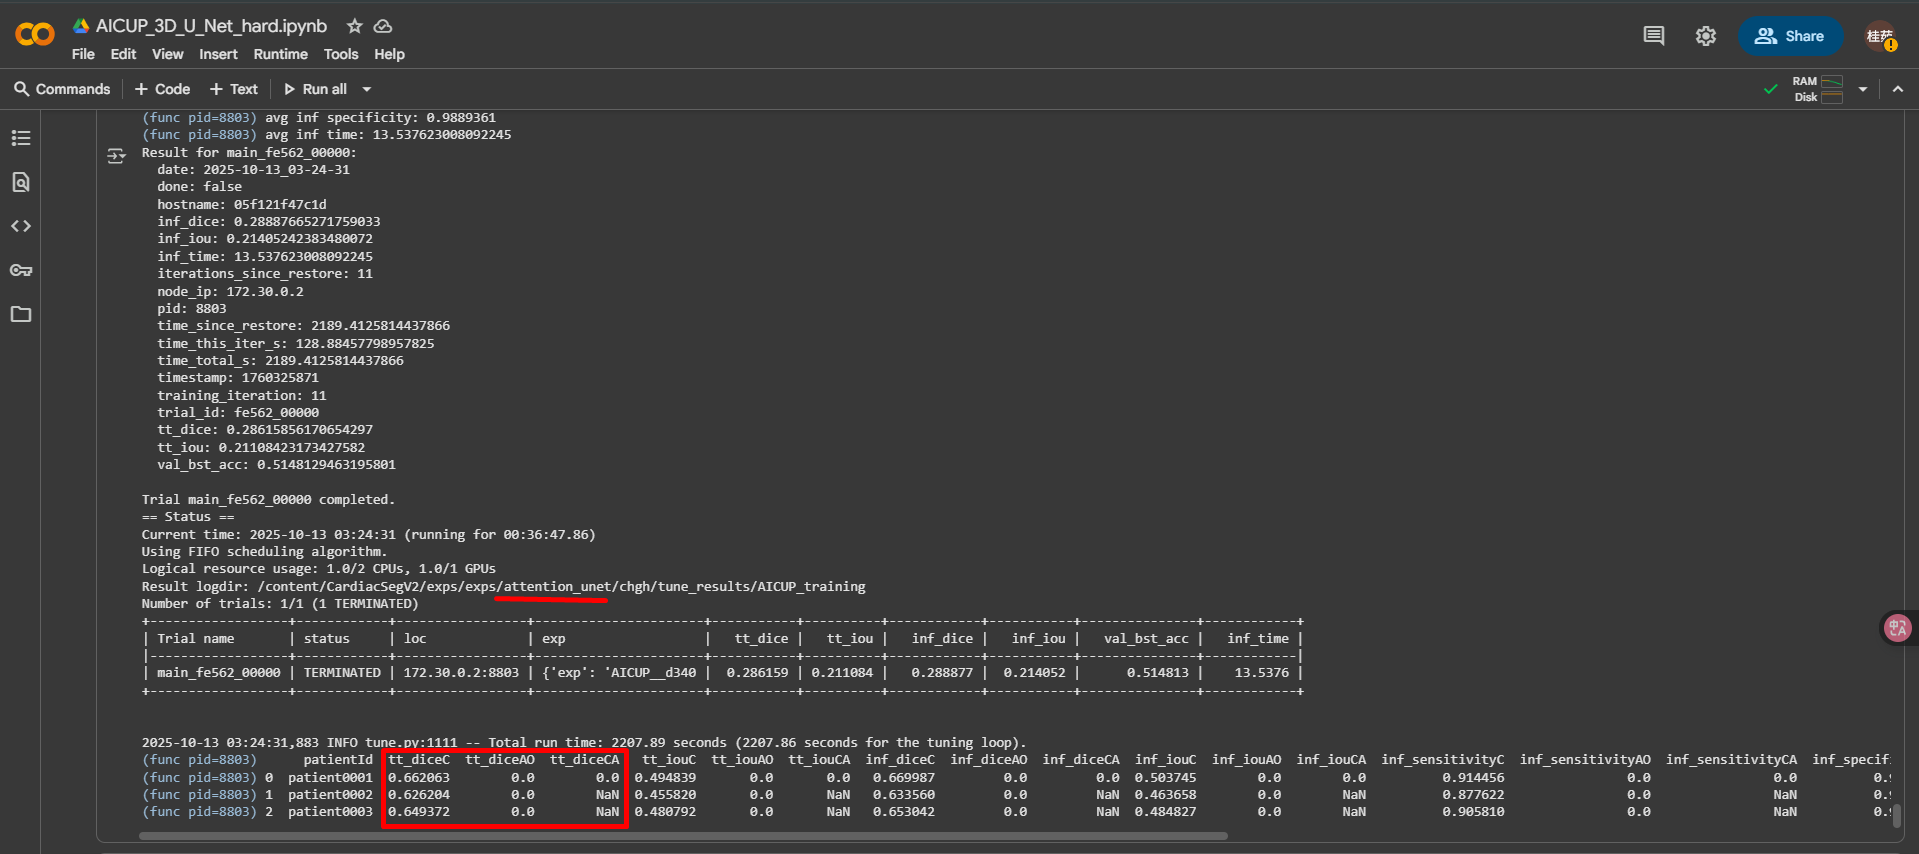 AICUP_3D_U_Net_hard.ipynb
File Edit View Insert Runtime Tools Help
Share
桂茹
Commands + Code + Text Run all
RAM
Disk
(func pid=8803) avg inf specificity: 0.9889361
(func pid=8803) avg inf time: 13.537623008092245
Result for main_fe562_00000:
date: 2025-10-13_03-24-31
done: false
hostname: 05f121f47c1d
inf_dice: 0.28887665271759033
inf_iou: 0.21405242383480072
inf_time: 13.537623008092245
iterations_since_restore: 11
node_ip: 172.30.0.2
pid: 8803
time_since_restore: 2189.4125814437866
time_this_iter_s: 128.88457798957825
time_total_s: 2189.4125814437866
timestamp: 1760325871
training_iteration: 11
trial_id: fe562_00000
tt_dice: 0.28615856170654297
tt_iou: 0.21108423173427582
val_bst_acc: 0.5148129463195801
Trial main_fe562_00000 completed.
== Status ==
Current time: 2025-10-13 03:24:31 (running for 00:36:47.86)
Using FIFO scheduling algorithm.
Logical resource usage: 1.0/2 CPUs, 1.0/1 GPUs
Result logdir: /content/CardiacSegV2/exps/exps/attention_unet/chgh/tune_results/AICUP_training
Number of trials: 1/1 (1 TERMINATED)
| Trial name | status | loc | exp | tt_dice | tt_iou | inf_dice | inf_iou | val_bst_acc | inf_time |
| main_fe562_00000 | TERMINATED | 172.30.0.2:8803 | {'exp': 'AICUP__d340 | 0.286159 | 0.211084 | 0.288877 | 0.214052 | 0.514813 | 13.5376 |
2025-10-13 03:24:31,883 INFO tune.py:1111 -- Total run time: 2207.89 seconds (2207.86 seconds for the tuning loop).
(func pid=8803) patientId tt_diceC tt_diceAO tt_diceCA tt_iouC tt_iouAO tt_iouCA inf_diceC inf_diceAO inf_diceCA inf_iouC inf_iouAO inf_iouCA inf_sensitivityC inf_sensitivityAO inf_sensitivityCA inf_specifi
(func pid=8803) 0 patient0001 0.662063 0.0 0.0 0.494839 0.0 0.0 0.669987 0.0 0.0 0.503745 0.0 0.0 0.914456 0.0 0.0 0.9
(func pid=8803) 1 patient0002 0.626204 0.0 NaN 0.455820 0.0 NaN 0.633560 0.0 NaN 0.463658 0.0 NaN 0.877622 0.0 NaN 0.9
(func pid=8803) 2 patient0003 0.649372 0.0 NaN 0.480792 0.0 NaN 0.653042 0.0 NaN 0.484827 0.0 NaN 0.905810 0.0 NaN 0.9